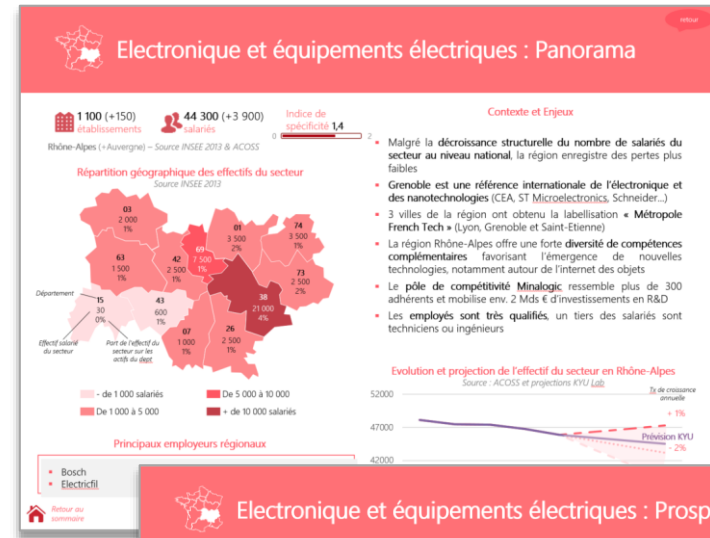 retour
Electronique et équipements électriques : Panorama
1 100 (+150)
établissements
44 300 (+3 900)
salariés
Indice de
spécificité 1,4
0
2
Rhône-Alpes (+Auvergne) – Source INSEE 2013 & ACOSS
Répartition géographique des effectifs du secteur
Source INSEE 2013
03
2 000
1%
01
3 500
2%
74
3 500
1%
63
1 500
1%
42
2 500
1%
69
7 500
1%
73
2 500
2%
38
21 000
4%
Département
15
30
0%
43
600
1%
07
1 000
1%
26
2 500
1%
Effectif salarié
du secteur
Part de l'effectif du
secteur sur les
actifs du dept
- de 1 000 salariés
De 5 000 à 10 000
De 1 000 à 5 000
+ de 10 000 salariés
Principaux employeurs régionaux
Bosch
Electricfil
Retour au
sommaire
Contexte et Enjeux
Malgré la décroissance structurelle du nombre de salariés du
secteur au niveau national, la région enregistre des pertes plus
faibles
Grenoble est une référence internationale de l'électronique et
des nanotechnologies (CEA, ST Microelectronics, Schneider...)
3 villes de la région ont obtenu la labellisation « Métropole
French Tech » (Lyon, Grenoble et Saint-Etienne)
La région Rhône-Alpes offre une forte diversité de compétences
complémentaires favorisant l'émergence de nouvelles
technologies, notamment autour de l'internet des objets
Le pôle de compétitivité Minalogic ressemble plus de 300
adhérents et mobilise env. 2 Mds € d'investissements en R&D
Les employés sont très qualifiés, un tiers des salariés sont
techniciens ou ingénieurs
Evolution et projection de l'effectif du secteur en Rhône-Alpes
Source : ACOSS et projections KYU Lab
Tx de croissance
annuelle
52000
+ 1%
47000
Prévision KYU
- 2%
42000
Electronique et équipements électriques : Prosp